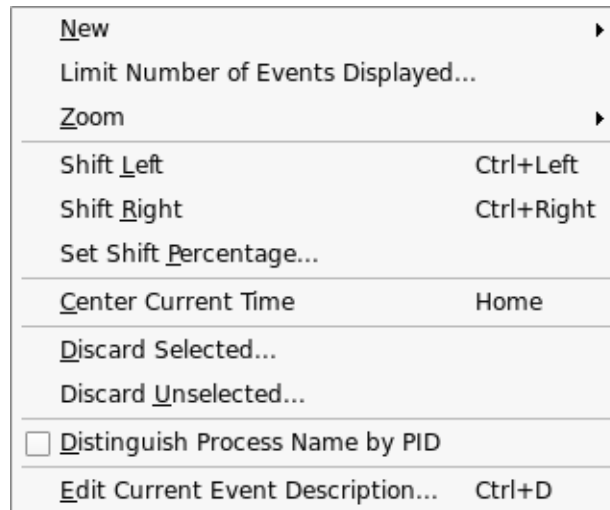 New
Limit Number of Events Displayed...
Zoom
Shift Left Ctrl+Left
Shift Right Ctrl+Right
Set Shift Percentage...
Center Current Time Home
Discard Selected...
Discard Unselected...
Distinguish Process Name by PID
Edit Current Event Description... Ctrl+D